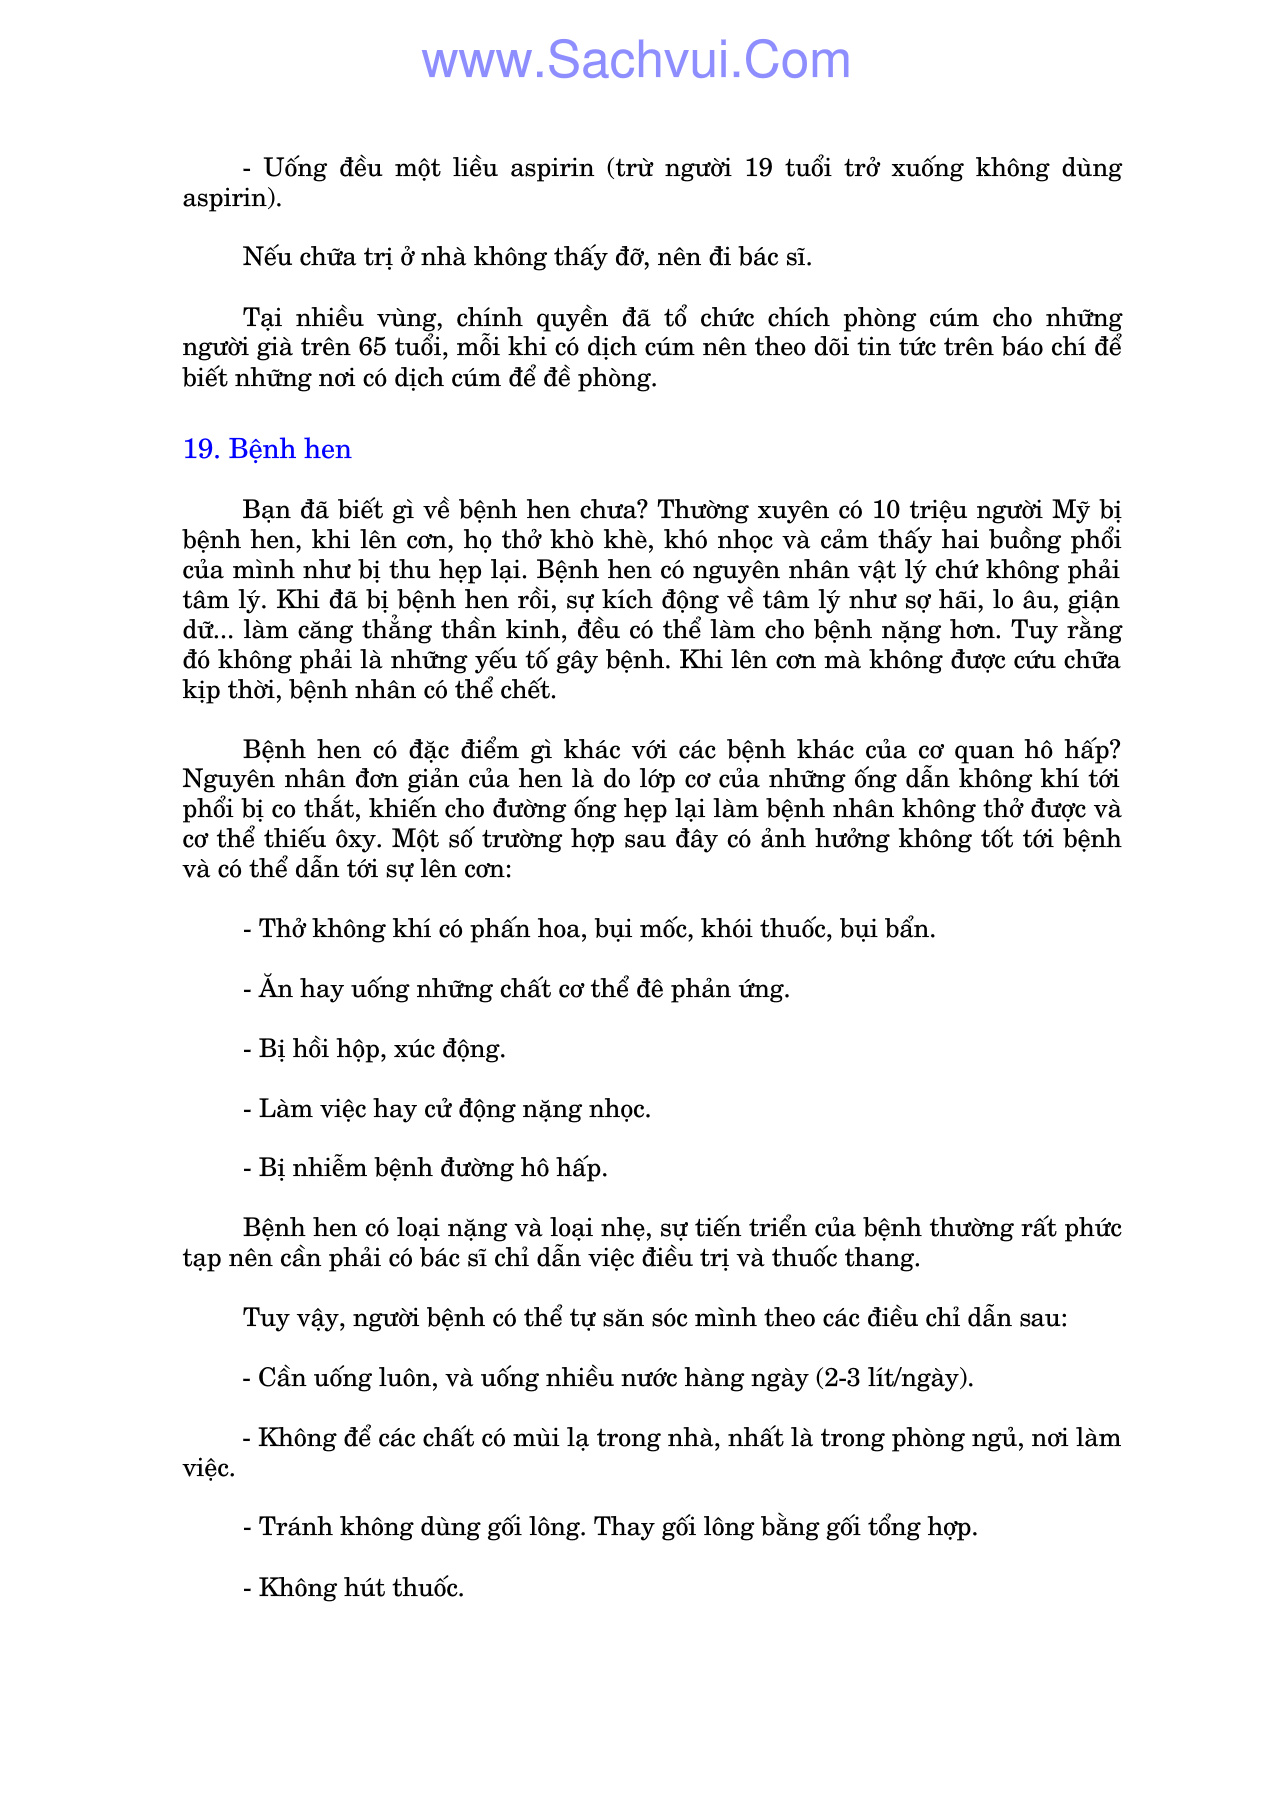 www.Sachvui.Com
- Uống đều một liều aspirin (trừ người 19 tuổi trở xuống không dùng
aspirin).
Nếu chữa trị ở nhà không thấy đỡ, nên đi bác sĩ.
Tại nhiều vùng, chính quyền đã tổ chức chích phòng cúm cho những
người già trên 65 tuổi, mỗi khi có dịch cúm nên theo dõi tin tức trên báo chí để
biết những nơi có dịch cúm để đề phòng.
19. Bệnh hen
Bạn đã biết gì về bệnh hen chưa? Thường xuyên có 10 triệu người Mỹ bị
bệnh hen, khi lên cơn, họ thở khò khè, khó nhọc và cảm thấy hai buồng phổi
của mình như bị thu hẹp lại. Bệnh hen có nguyên nhân vật lý chứ không phải
tâm lý. Khi đã bị bệnh hen rồi, sự kích động về tâm lý như sợ hãi, lo âu, giận
dữ... làm căng thẳng thần kinh, đều có thể làm cho bệnh nặng hơn. Tuy rằng
đó không phải là những yếu tố gây bệnh. Khi lên cơn mà không được cứu chữa
kịp thời, bệnh nhân có thể chết.
Bệnh hen có đặc điểm gì khác với các bệnh khác của cơ quan hô hấp?
Nguyên nhân đơn giản của hen là do lớp cơ của những ống dẫn không khí tới
phổi bị co thắt, khiến cho đường ống hẹp lại làm bệnh nhân không thở được và
cơ thể thiếu ôxy. Một số trường hợp sau đây có ảnh hưởng không tốt tới bệnh
và có thể dẫn tới sự lên cơn:
- Thở không khí có phấn hoa, bụi mốc, khói thuốc, bụi bẩn.
- Ăn hay uống những chất cơ thể đê phản ứng.
- Bị hồi hộp, xúc động.
- Làm việc hay cử động nặng nhọc.
- Bị nhiễm bệnh đường hô hấp.
Bệnh hen có loại nặng và loại nhẹ, sự tiến triển của bệnh thường rất phức
tạp nên cần phải có bác sĩ chỉ dẫn việc điều trị và thuốc thang.
Tuy vậy, người bệnh có thể tự săn sóc mình theo các điều chỉ dẫn sau:
- Cần uống luôn, và uống nhiều nước hàng ngày (2-3 lít/ngày).
- Không để các chất có mùi lạ trong nhà, nhất là trong phòng ngủ, nơi làm
việc.
- Tránh không dùng gối lông. Thay gối lông bằng gối tổng hợp.
- Không hút thuốc.